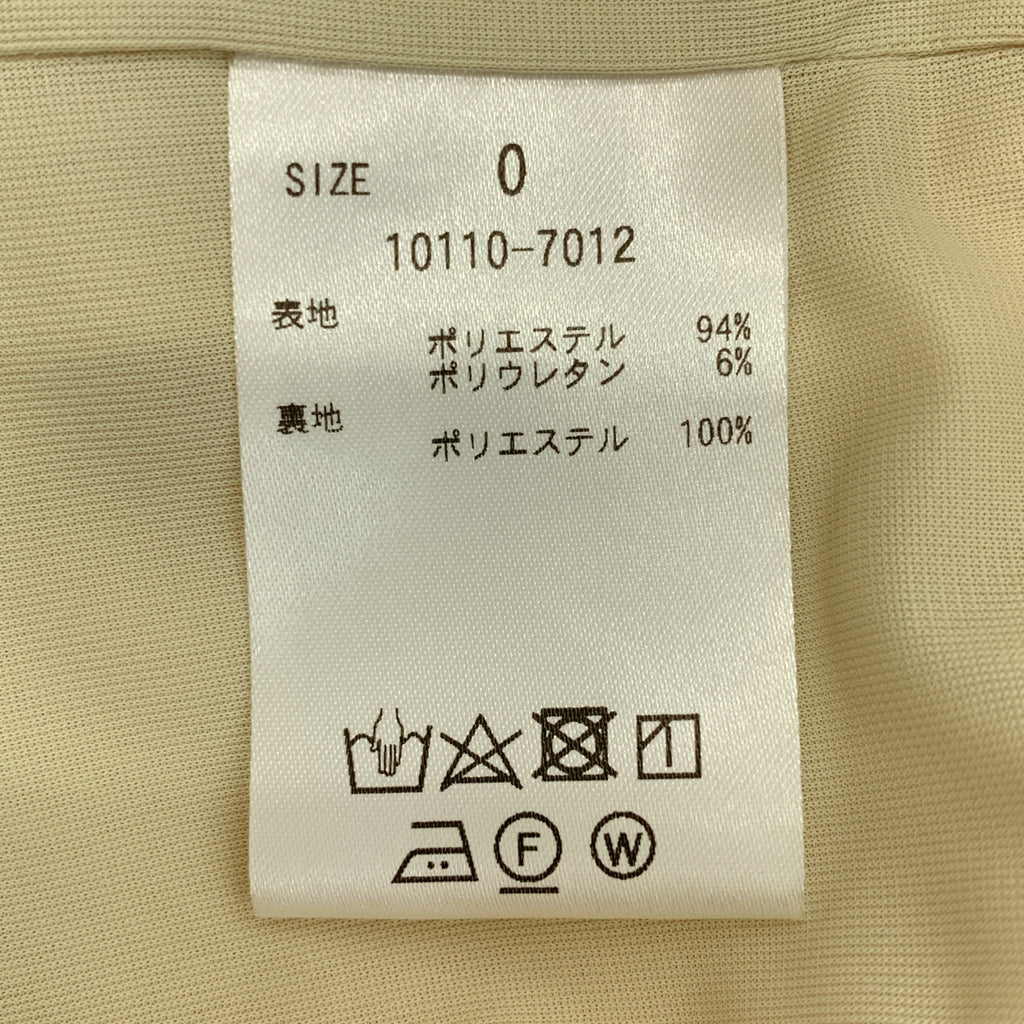 SIZE 0
10110-7012
表地
ポリエステル 94%
ポリウレタン 6%
裏地
ポリエステル 100%
F W